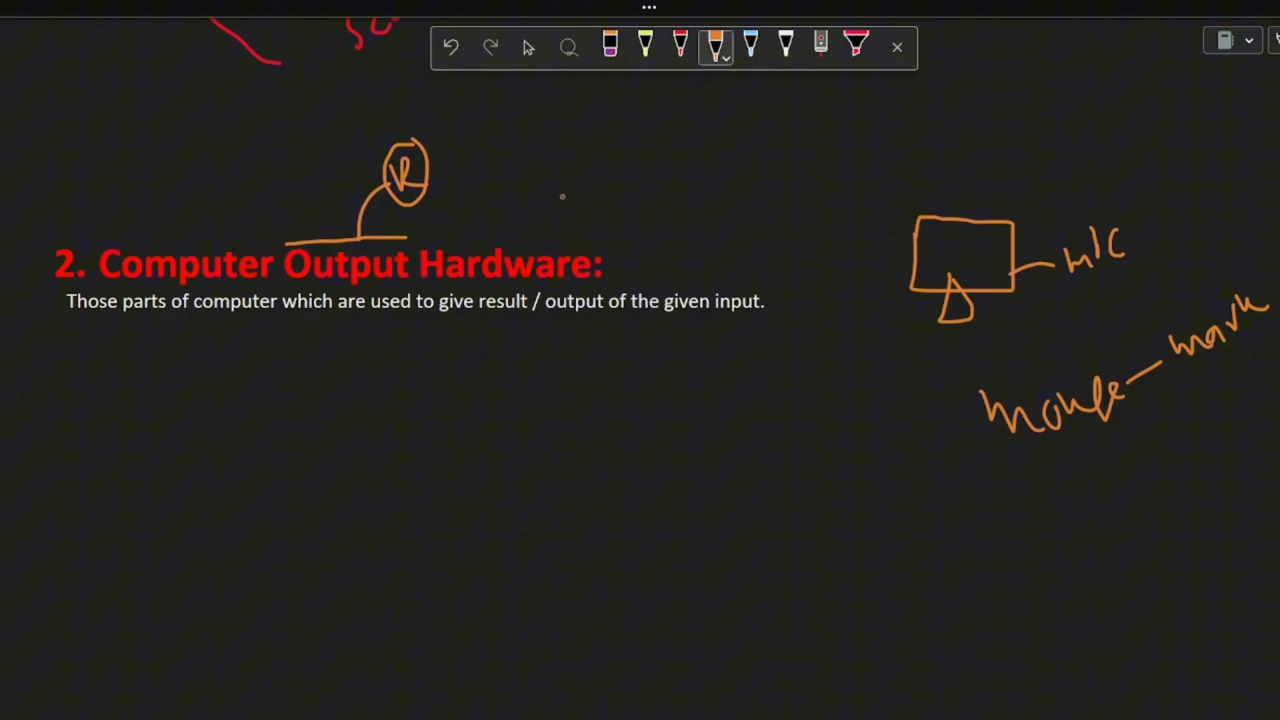 R
2. Computer Output Hardware:
Those parts of computer which are used to give result / output of the given input.
m/c
mark